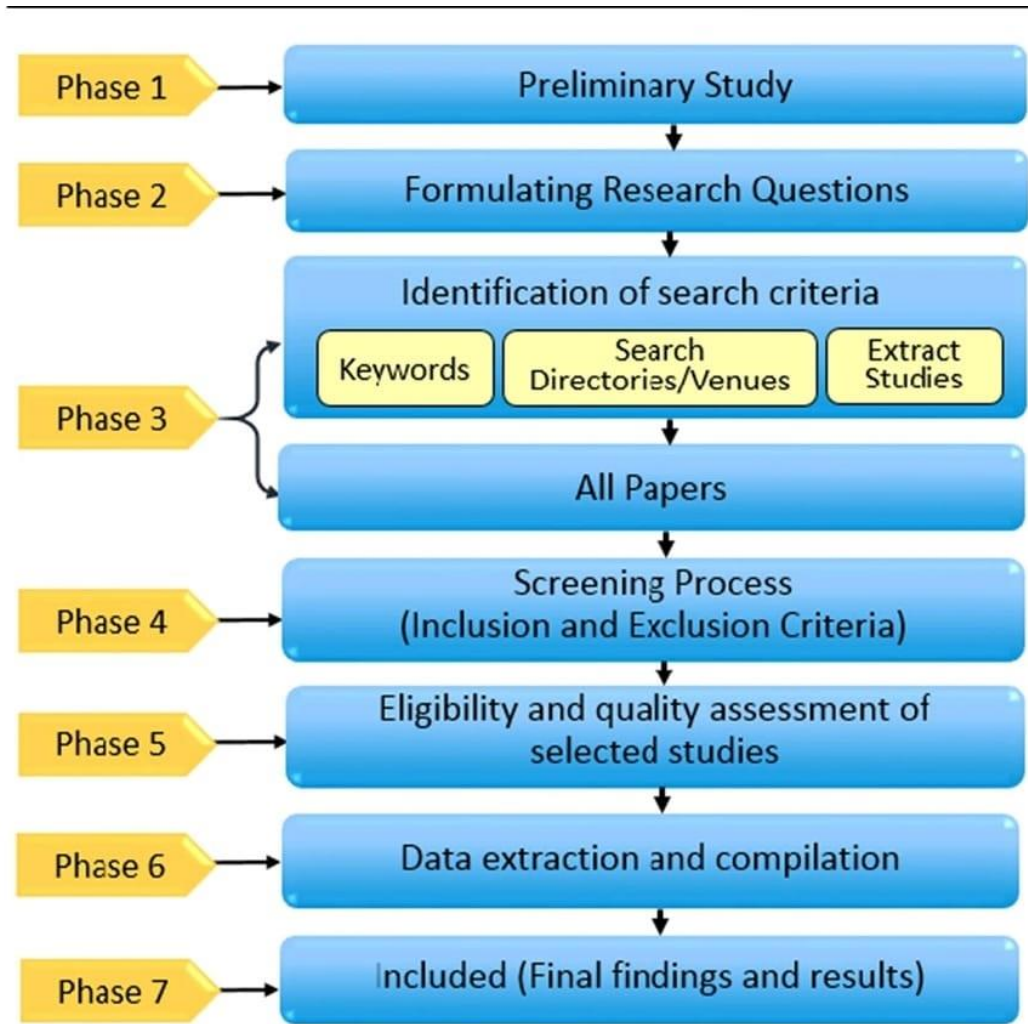 Phase 1
Preliminary Study
Phase 2
Formulating Research Questions
Identification of search criteria
Keywords
Search
Directories/Venues
Extract
Studies
Phase 3
All Papers
Phase 4
Screening Process
(Inclusion and Exclusion Criteria)
Phase 5
Eligibility and quality assessment of
selected studies
Phase 6
Data extraction and compilation
Phase 7
Included (Final findings and results)